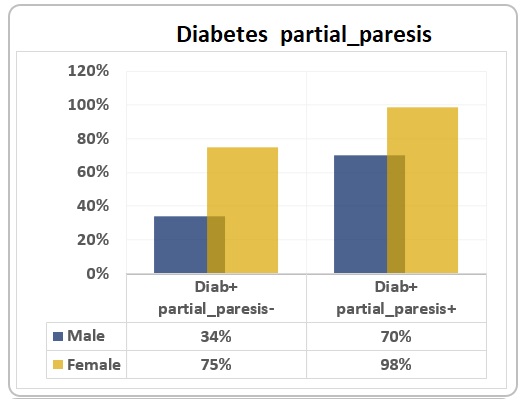 Diabetes partial_paresis
120%
100%
80%
60%
40%
20%
0%
Diab+ Diab+
partial_paresis- partial_paresis+
Male 34% 70%
Female 75% 98%